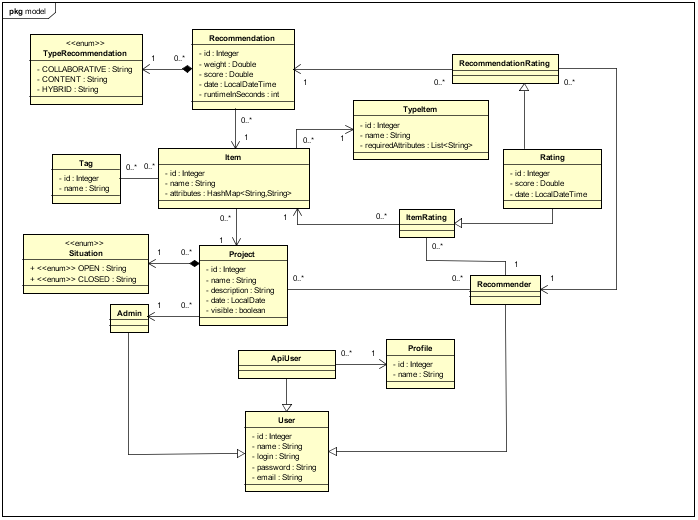 pkg model
<<enum>>
TypeRecommendation
- COLLABORATIVE : String
- CONTENT : String
- HYBRID : String
1
0..*
Recommendation
- id : Integer
- weight : Double
- score : Double
- date : LocalDateTime
- runtimeInSeconds : int
1
0..*
RecommendationRating
0..*
0..*
1
TypeItem
- id : Integer
- name : String
- requiredAttributes : List<String>
0..*
1
Tag
- id : Integer
- name : String
0..*
0..*
Item
- id : Integer
- name : String
- attributes : HashMap<String,String>
Rating
- id : Integer
- score : Double
- date : LocalDateTime
0..*
1
1
0..*
ItemRating
0..*
1
<<enum>>
Situation
+ <<enum>> OPEN : String
+ <<enum>> CLOSED : String
1
0..*
Project
- id : Integer
- name : String
- description : String
- date : LocalDate
- visible : boolean
0..*
0..*
Recommender
1
Admin
1
0..*
ApiUser
0..*
1
Profile
- id : Integer
- name : String
User
- id : Integer
- name : String
- login : String
- password : String
- email : String